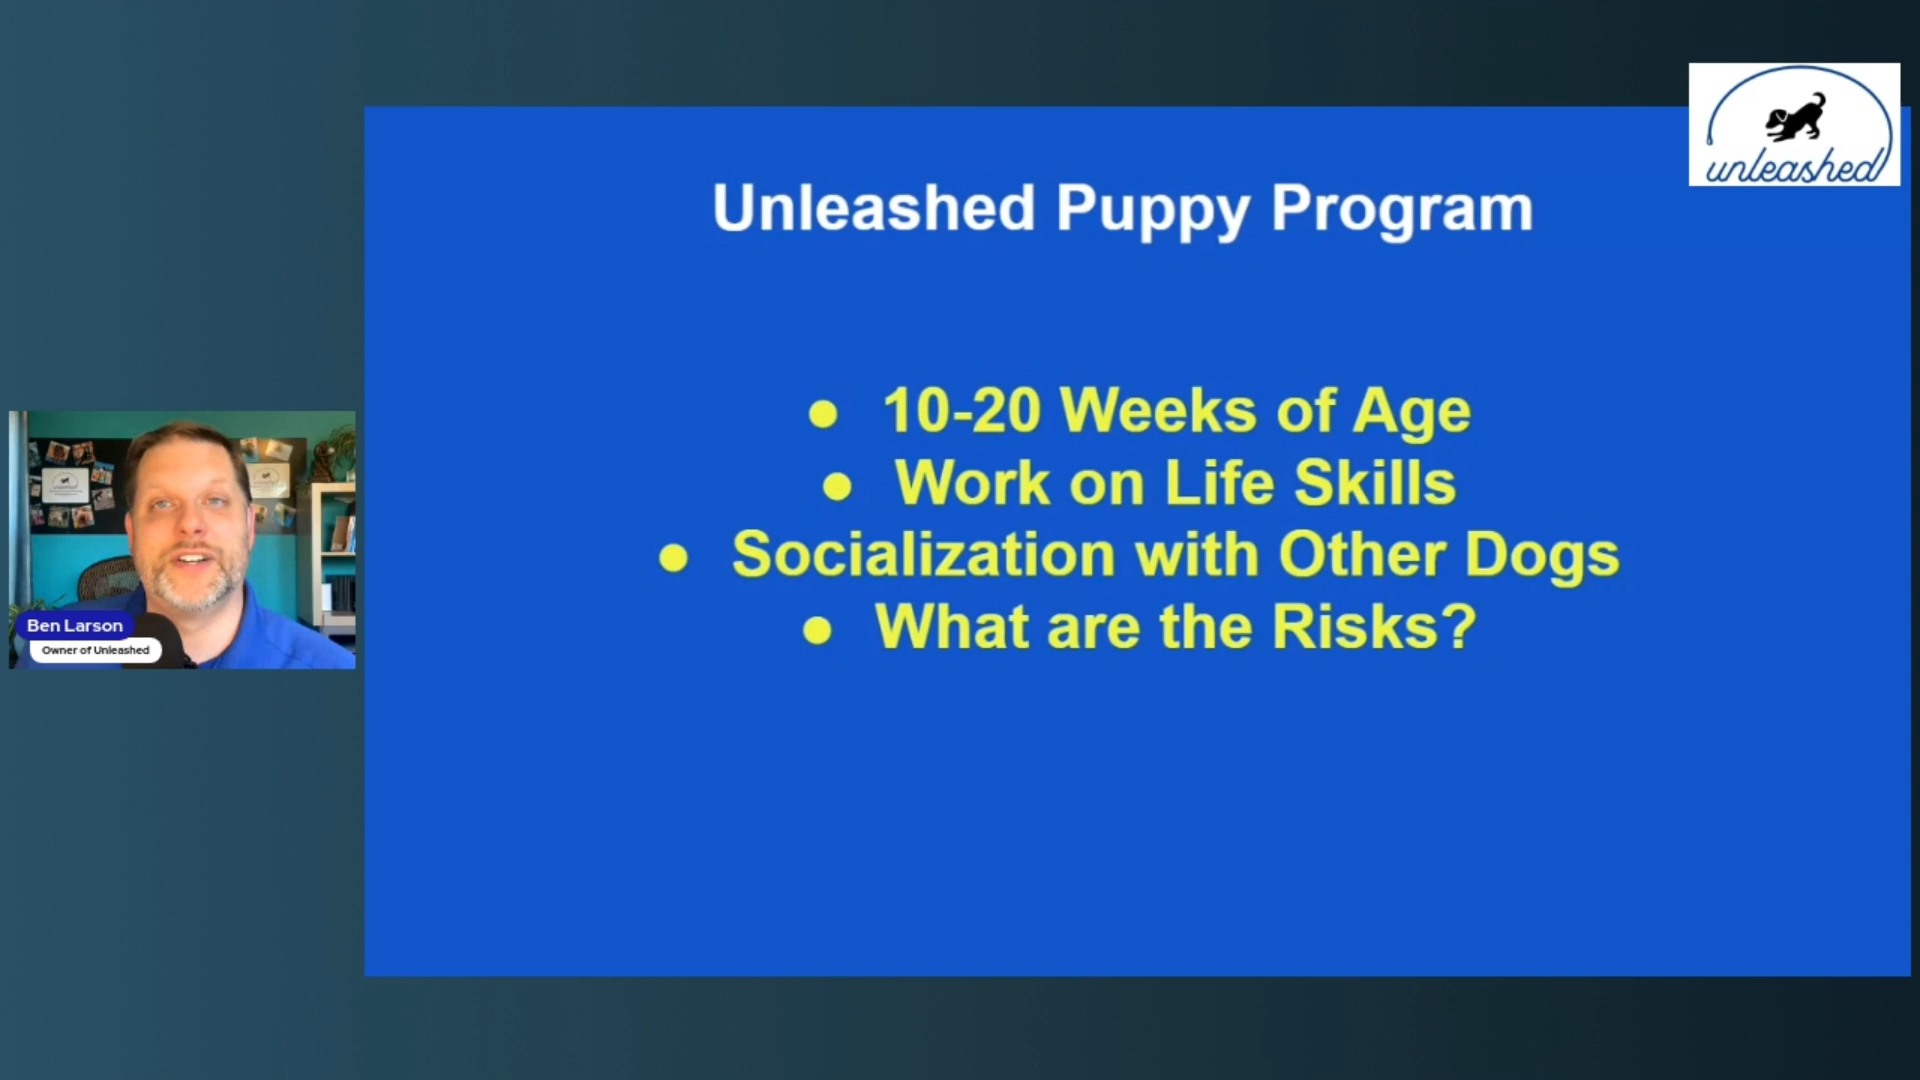 unleashed
Unleashed Puppy Program
● 10-20 Weeks of Age
● Work on Life Skills
● Socialization with Other Dogs
● What are the Risks?
Ben Larson
Owner of Unleashed